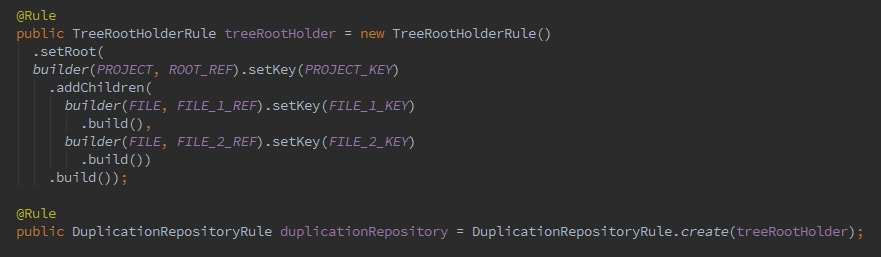 @Rule
public TreeRootHolderRule treeRootHolder = new TreeRootHolderRule()
  .setRoot(
  builder(PROJECT, ROOT_REF).setKey(PROJECT_KEY)
    .addChildren(
      builder(FILE, FILE_1_REF).setKey(FILE_1_KEY)
        .build(),
      builder(FILE, FILE_2_REF).setKey(FILE_2_KEY)
        .build())
    .build());
@Rule
public DuplicationRepositoryRule duplicationRepository = DuplicationRepositoryRule.create(treeRootHolder);